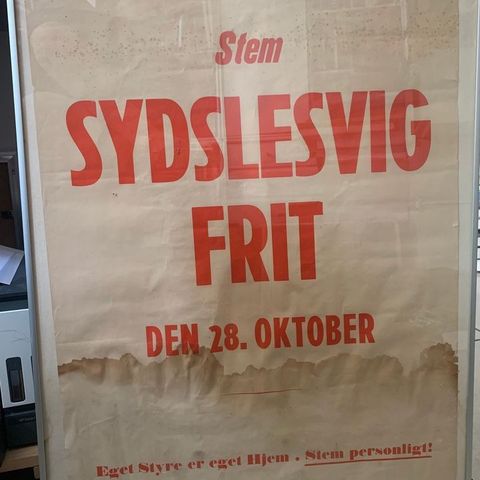 Stem
SYDSLESVIG
FRIT
DEN 28. OKTOBER
Eget Styre er eget Hjem . Stem personligt!